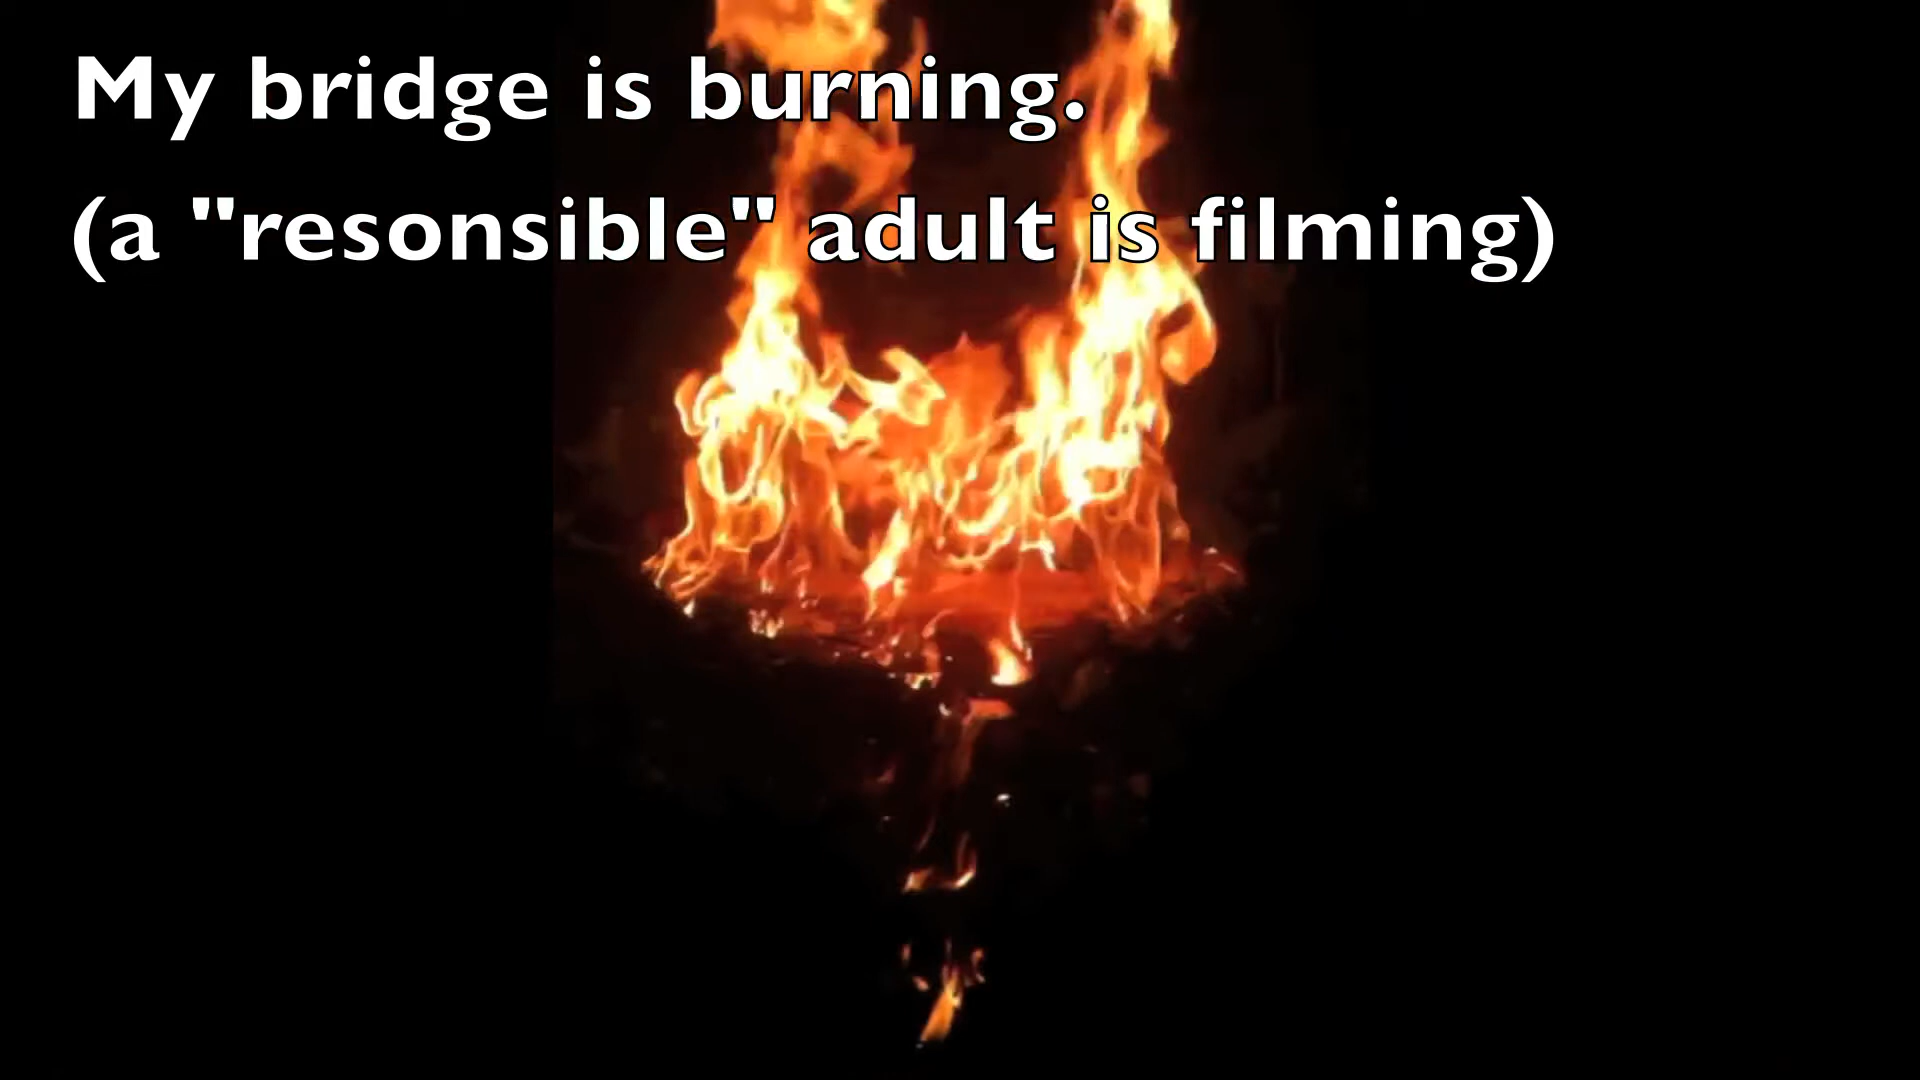 My bridge is burning.
(a "resonsible" adult is filming)